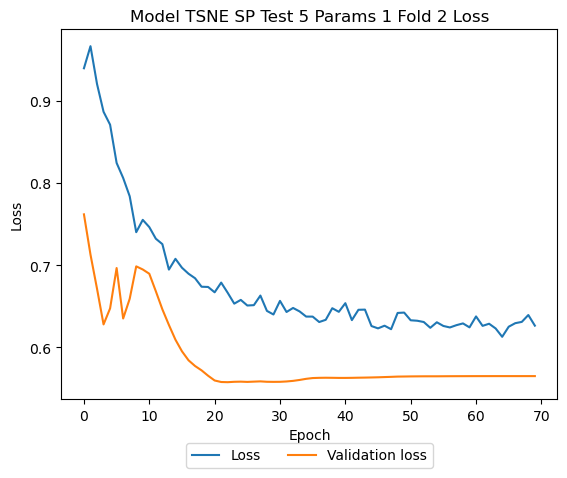 Model TSNE SP Test 5 Params 1 Fold 2 Loss
Loss
0.9
0.8
0.7
0.6
0 10 20 30 40 50 60 70
Epoch
Loss Validation loss